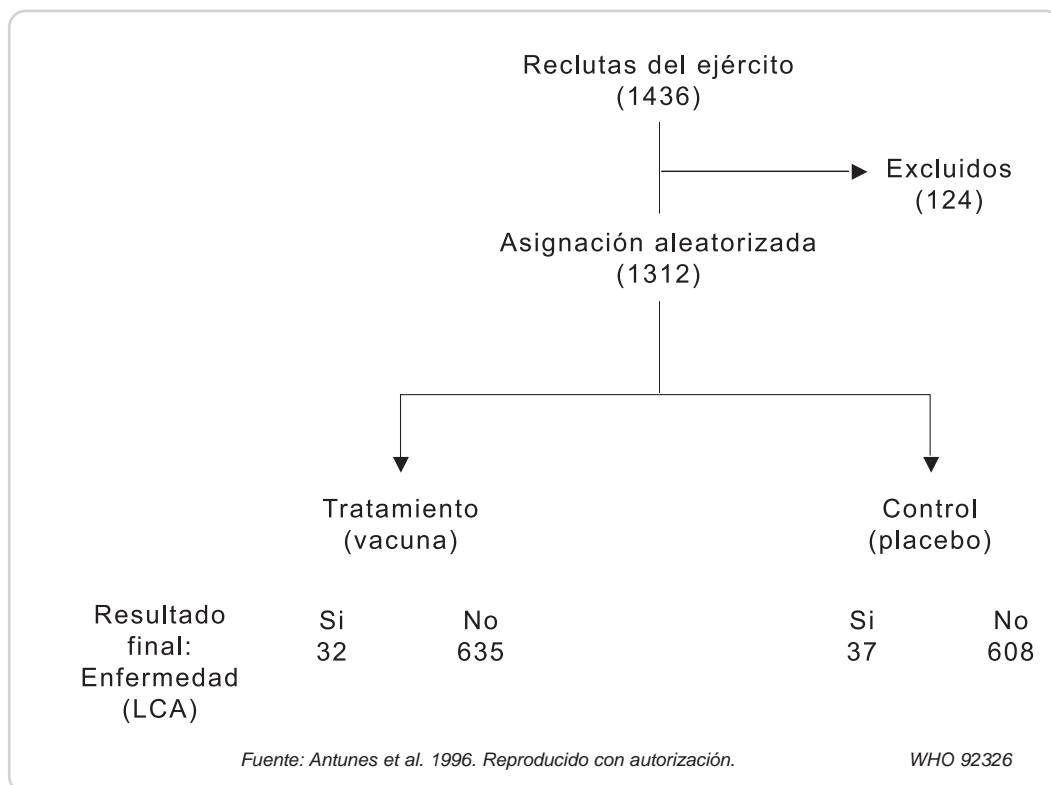 Reclutas del ejército
(1436)
Excluidos
(124)
Asignación aleatorizada
(1312)
Tratamiento
(vacuna)
Control
(placebo)
Resultado
final:
Enfermedad
(LCA)
Si No
32 635
Si No
37 608
Fuente: Antunes et al. 1996. Reproducido con autorización.
WHO 92326